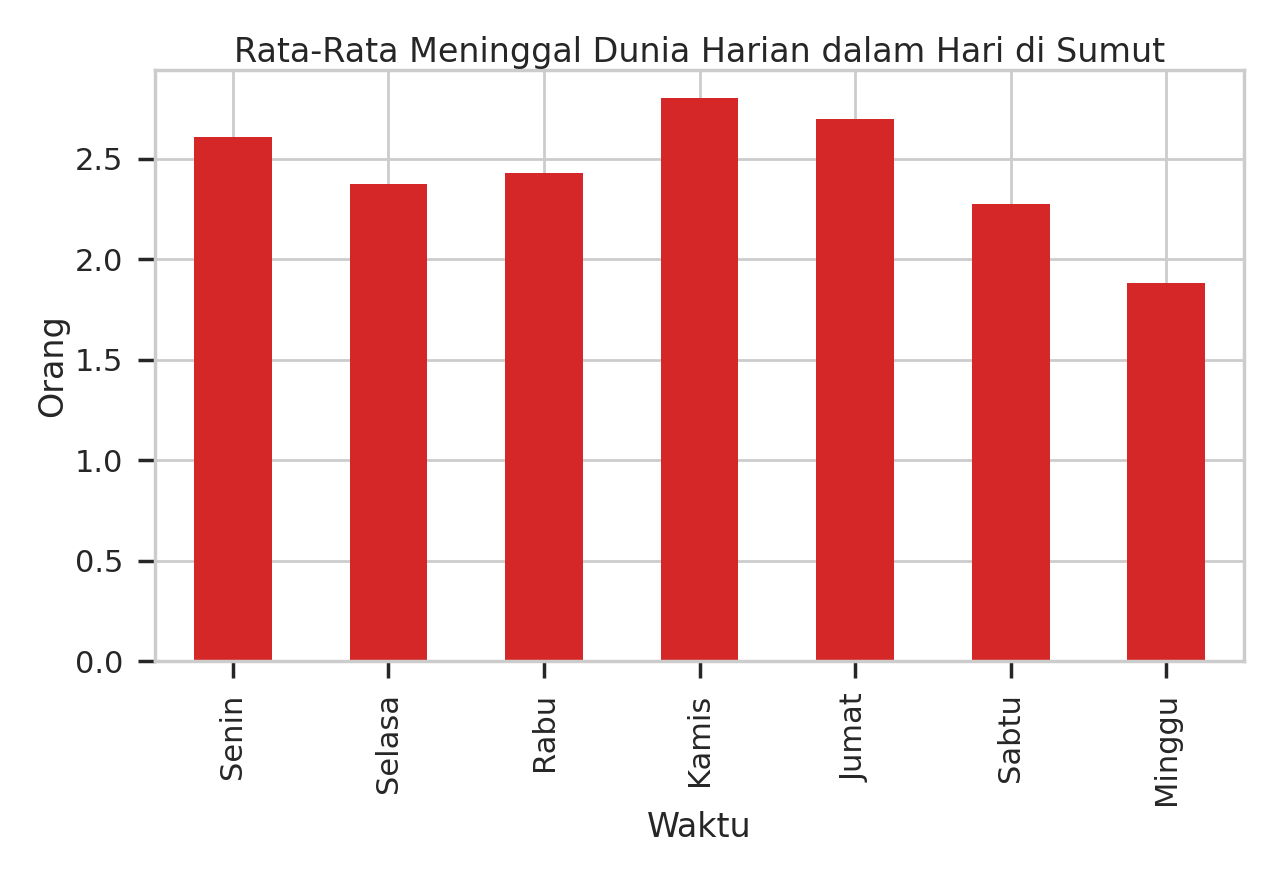 Rata-Rata Meninggal Dunia Harian dalam Hari di Sumut
2.5
2.0
1.5
1.0
0.5
0.0
Orang
Senin
Selasa
Rabu
Kamis
Jumat
Sabtu
Minggu
Waktu